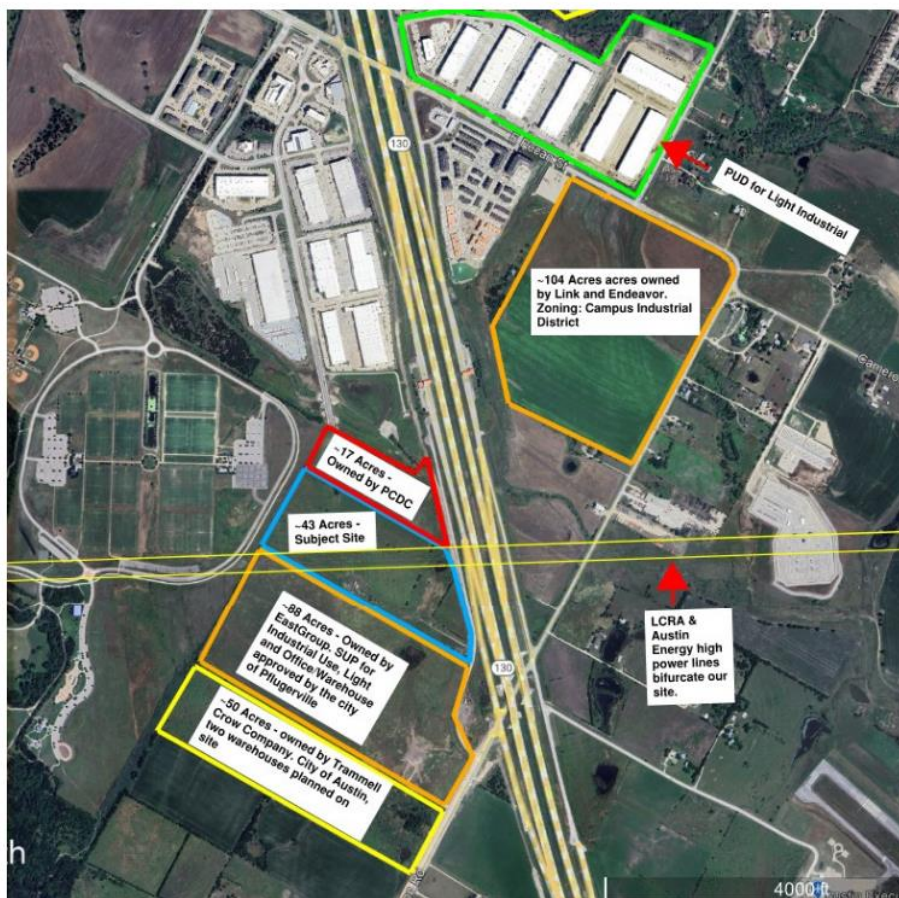 130
E Pecan St
PUD for Light Industrial
~104 Acres acres owned
by Link and Endeavor.
Zoning: Campus Industrial
District
Camero
~17 Acres -
Owned by PCDC
~43 Acres -
Subject Site
~88 Acres - Owned by
EastGroup. SUP for
Industrial Use, Light
and Office/Warehouse
approved by the city
of Pflugerville
LCRA &
Austin
Energy high
power lines
bifurcate our
site.
130
~50 Acres - owned by Trammell
Crow Company. City of Austin,
two warehouses planned on
site
h
4000 ft